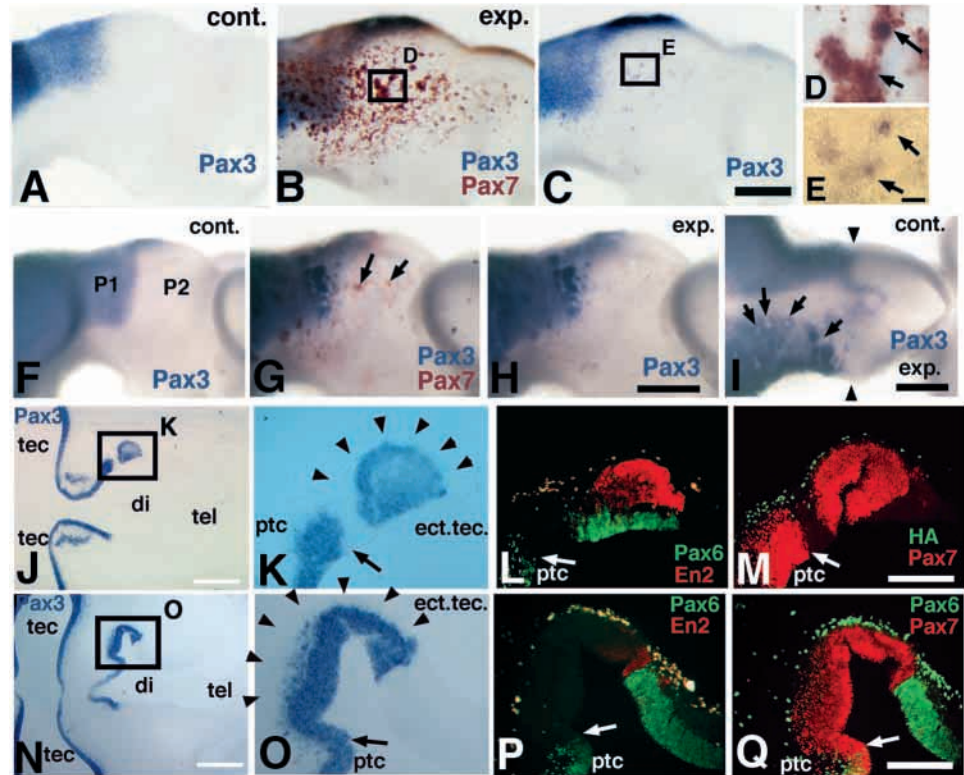 cont.
exp.
D
E
D
E
Pax3
A
Pax3
Pax7
B
Pax3
C
cont.
exp.
cont.
P1
P2
Pax3
F
Pax3
Pax7
G
Pax3
H
Pax3
exp.
I
Pax3
tec
K
di
tel
tec
J
ptc
ect.tec.
K
Pax6
En2
ptc
L
HA
Pax7
ptc
M
Pax3
tec
O
di
tel
tec
N
ect.tec.
ptc
O
Pax6
En2
ptc
P
Pax6
Pax7
ptc
Q